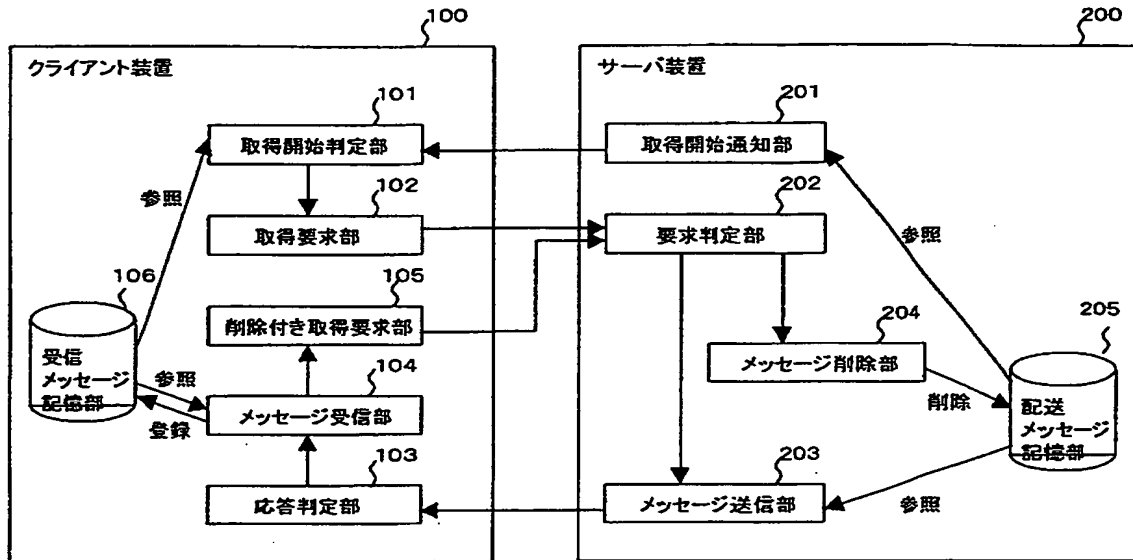 100
200
クライアント装置
サーバ装置
101
201
取得開始判定部
取得開始通知部
102
202
参照
取得要求部
要求判定部
参照
106
105
削除付き取得要求部
204
205
受信
メッセージ
記憶部
参照
104
メッセージ削除部
削除
配送
メッセージ
記憶部
登録
メッセージ受信部
103
203
応答判定部
メッセージ送信部
参照